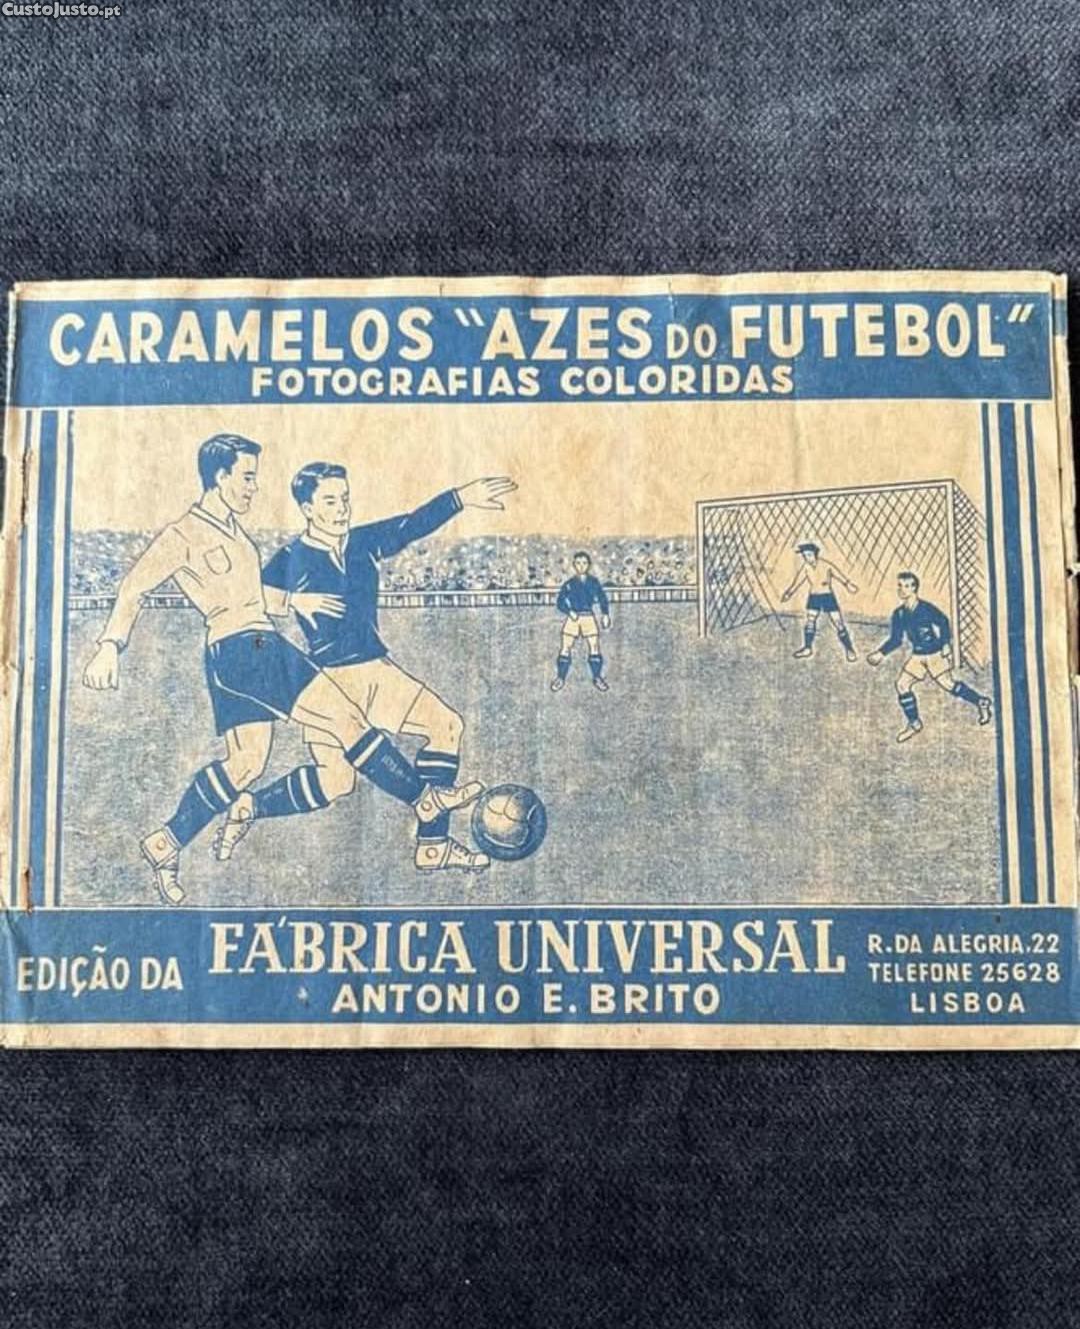 CustoJusto.pt
CARAMELOS "AZES DO FUTEBOL"
FOTOGRAFIAS COLORIDAS
EDIÇÃO DA FÁBRICA UNIVERSAL
ANTONIO E. BRITO
R. DA ALEGRIA.22
TELEFONE 25628
LISBOA